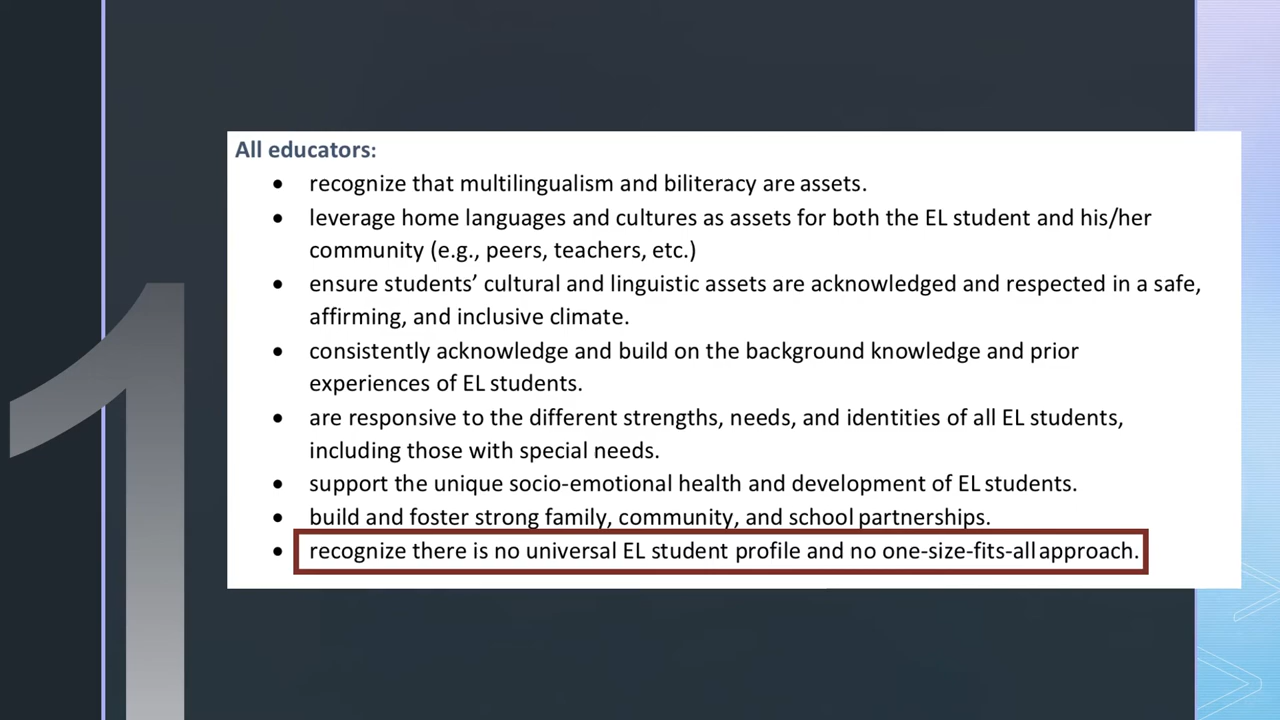 All educators:
• recognize that multilingualism and biliteracy are assets.
• leverage home languages and cultures as assets for both the EL student and his/her
community (e.g., peers, teachers, etc.)
• ensure students’ cultural and linguistic assets are acknowledged and respected in a safe,
affirming, and inclusive climate.
• consistently acknowledge and build on the background knowledge and prior
experiences of EL students.
• are responsive to the different strengths, needs, and identities of all EL students,
including those with special needs.
• support the unique socio-emotional health and development of EL students.
• build and foster strong family, community, and school partnerships.
• recognize there is no universal EL student profile and no one-size-fits-all approach.
1